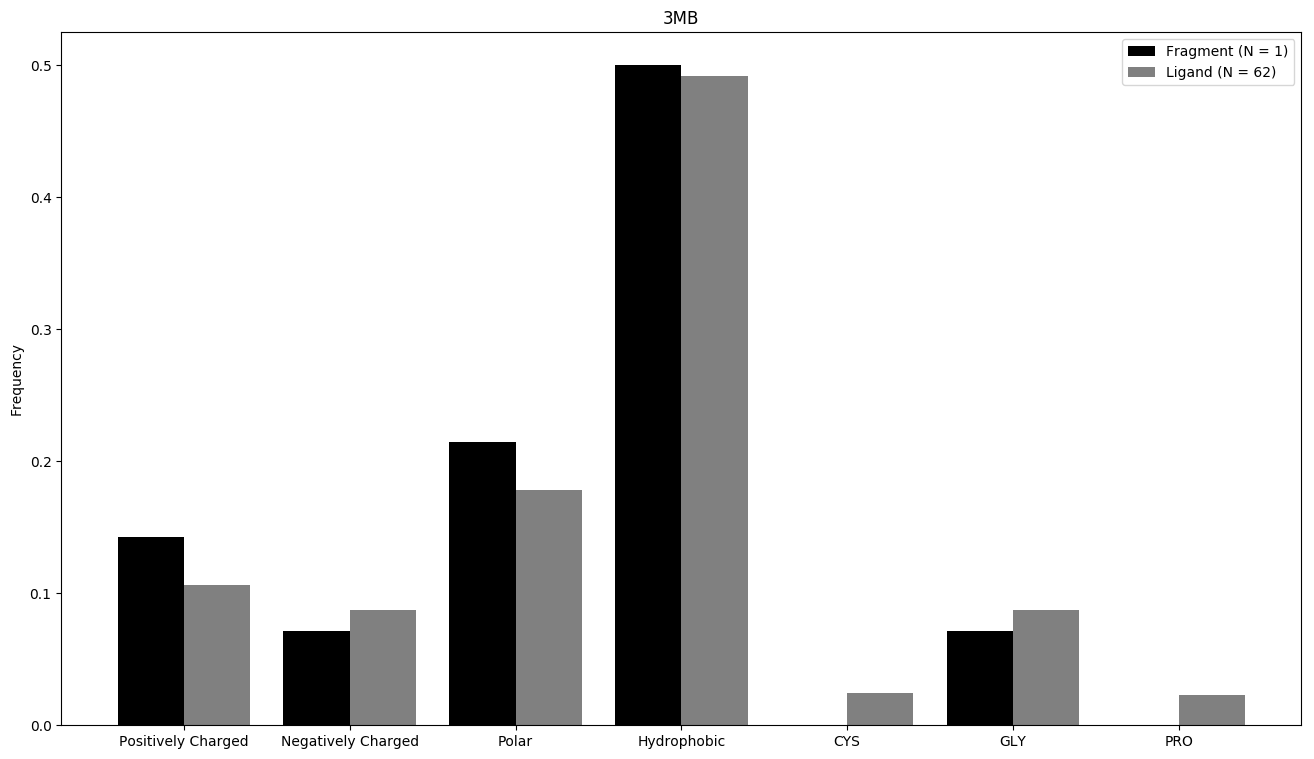 3MB
Fragment (N = 1)
Ligand (N = 62)
Frequency
0.5
0.4
0.3
0.2
0.1
0.0
Positively Charged Negatively Charged Polar Hydrophobic CYS GLY PRO